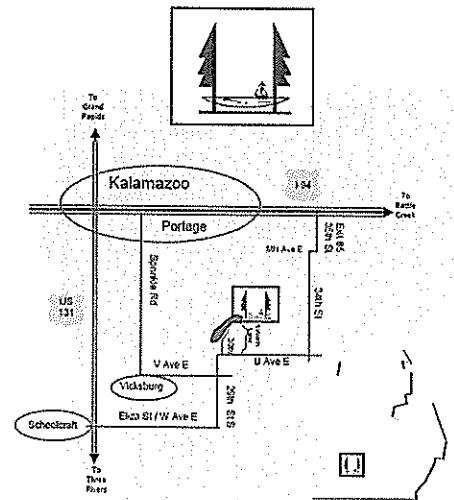 To
Grand
Rapids
Kalamazoo
I-94
To
Battle
Creek
Portage
Exit 85
35th St
Sprinkle Rd
34th St
US
131
V Ave E
U Ave E
Vicksburg
29th St S
Eliza St / W Ave E
Schoolcraft
To
Three
Rivers